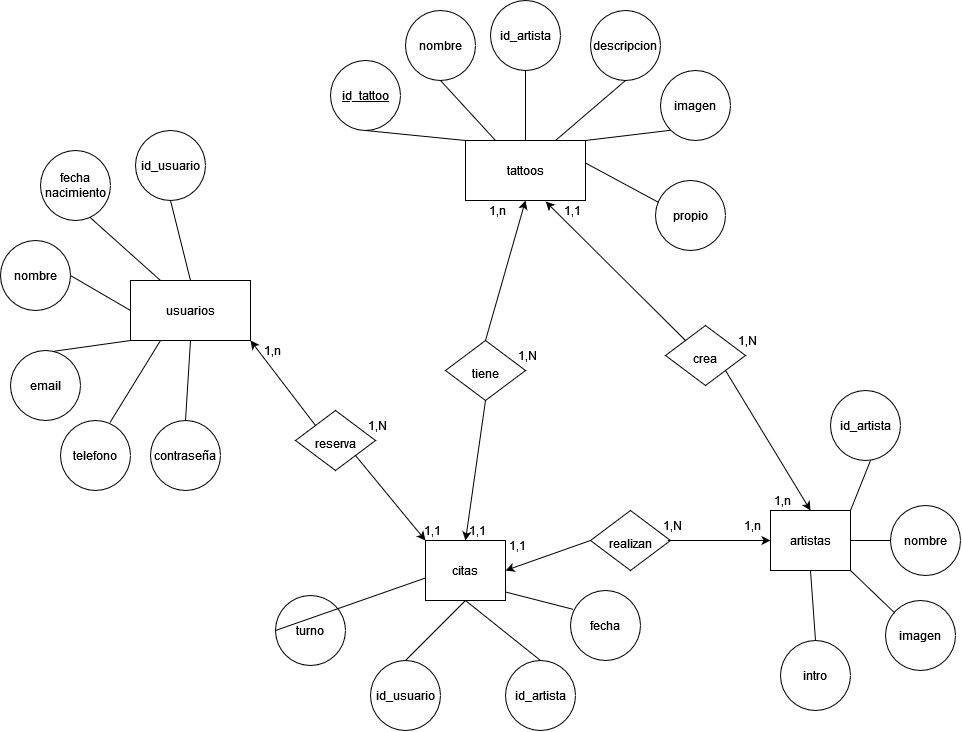 id_artista
nombre
descripcion
id_tattoo
imagen
tattoos
id_usuario
fecha
nacimiento
propio
1,n
1,1
nombre
usuarios
1,n
1,N
1,N
crea
tiene
email
id_artista
1,N
reserva
telefono
contraseña
1,n
1,1
1,1
1,1
1,N
1,n
realizan
artistas
nombre
citas
turno
fecha
imagen
intro
id_usuario
id_artista